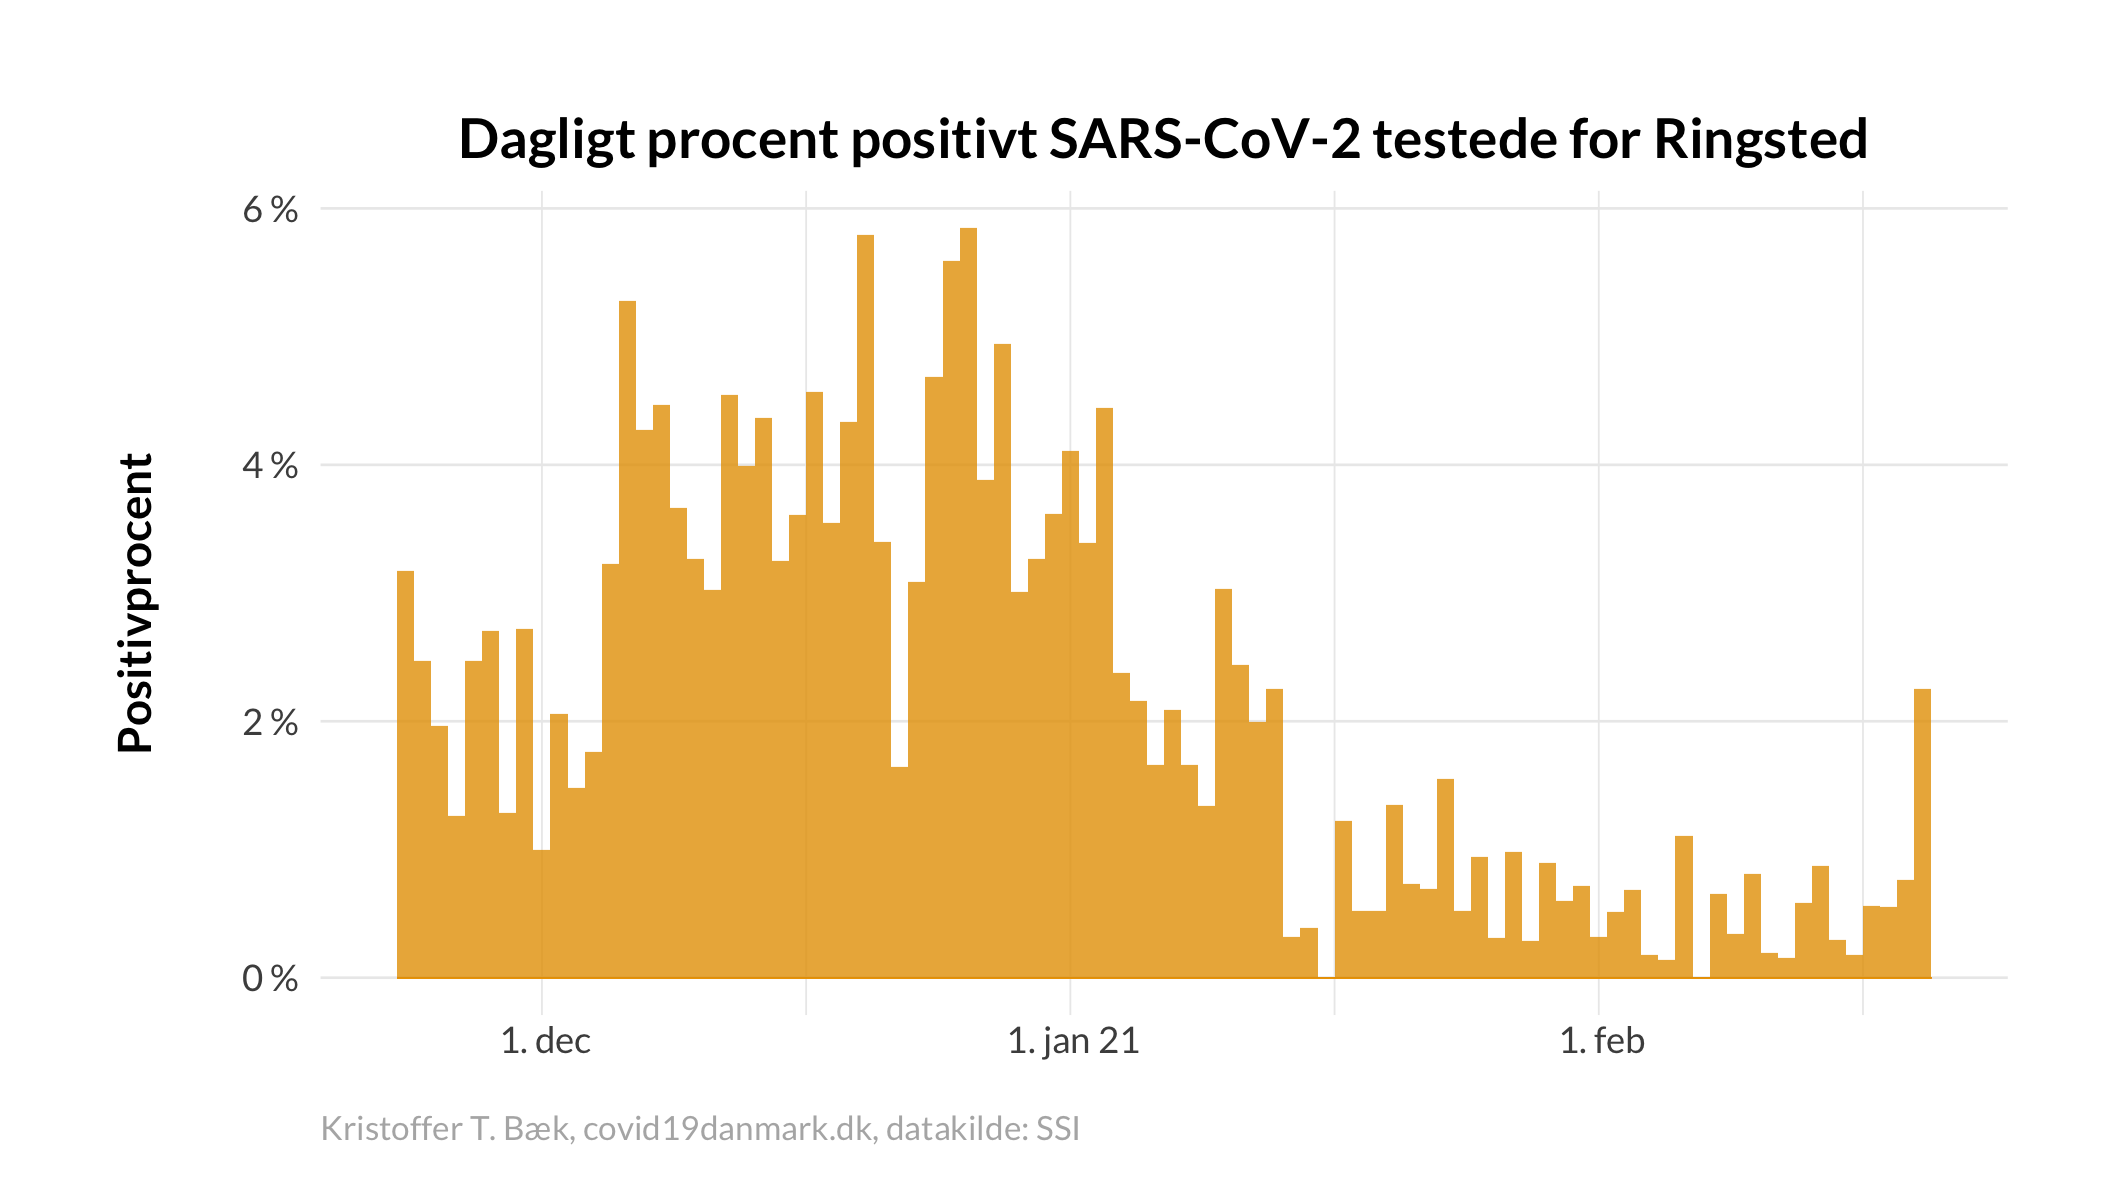 Dagligt procent positivt SARS-CoV-2 testede for Ringsted
Positivprocent
6 %
4 %
2 %
0 %
1. dec
1. jan 21
1. feb
Kristoffer T. Bæk, covid19danmark.dk, datakilde: SSI